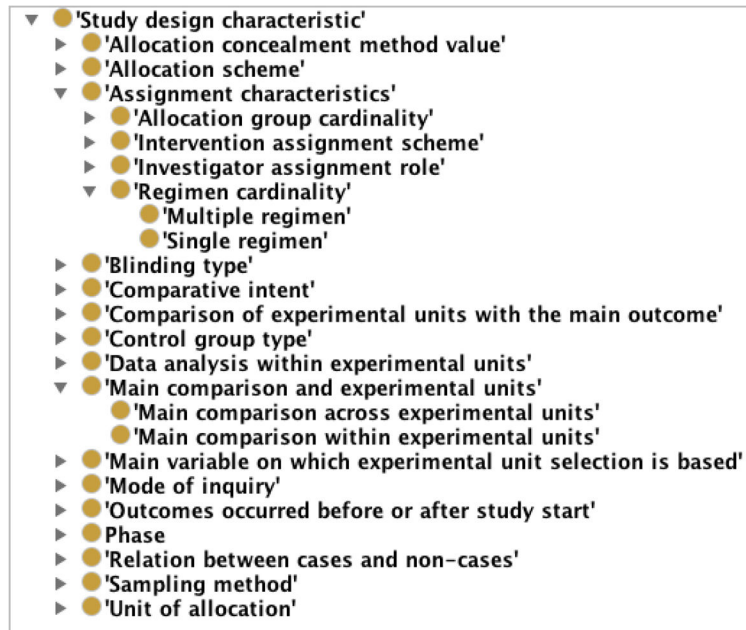 'Study design characteristic'
'Allocation concealment method value'
'Allocation scheme'
'Assignment characteristics'
'Allocation group cardinality'
'Intervention assignment scheme'
'Investigator assignment role'
'Regimen cardinality'
'Multiple regimen'
'Single regimen'
'Blinding type'
'Comparative intent'
'Comparison of experimental units with the main outcome'
'Control group type'
'Data analysis within experimental units'
'Main comparison and experimental units'
'Main comparison across experimental units'
'Main comparison within experimental units'
'Main variable on which experimental unit selection is based'
'Mode of inquiry'
'Outcomes occurred before or after study start'
Phase
'Relation between cases and non-cases'
'Sampling method'
'Unit of allocation'